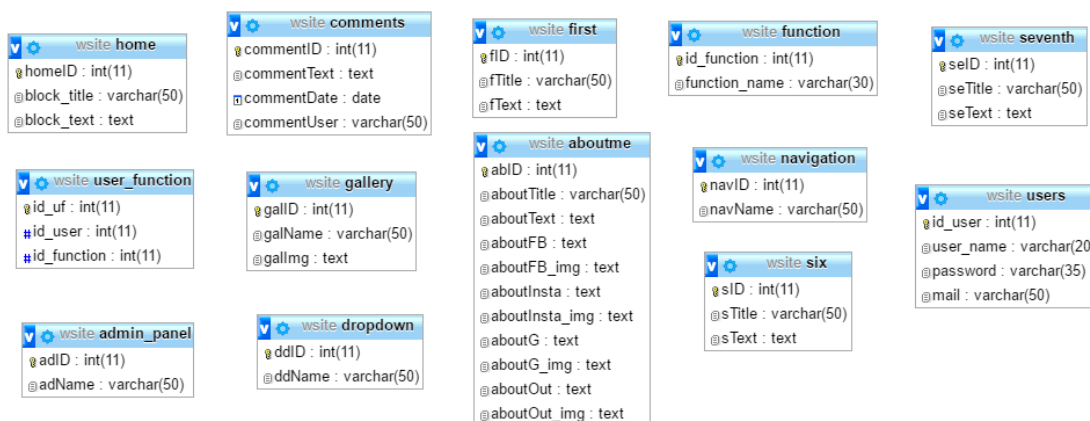 wsite home
homeID : int(11)
block_title : varchar(50)
block_text : text
wsite comments
commentID : int(11)
commentText : text
commentDate : date
commentUser : varchar(50)
wsite first
fID : int(11)
fTitle : varchar(50)
fText : text
wsite function
id_function : int(11)
function_name : varchar(30)
wsite seventh
seID : int(11)
seTitle : varchar(50)
seText : text
wsite user_function
id_uf : int(11)
id_user : int(11)
id_function : int(11)
wsite gallery
galID : int(11)
galName : varchar(50)
galImg : text
wsite aboutme
abID : int(11)
aboutTitle : varchar(50)
aboutText : text
aboutFB : text
aboutFB_img : text
aboutInsta : text
aboutInsta_img : text
aboutG : text
aboutG_img : text
aboutOut : text
aboutOut_img : text
wsite navigation
navID : int(11)
navName : varchar(50)
wsite users
id_user : int(11)
user_name : varchar(20
password : varchar(35)
mail : varchar(50)
wsite six
sID : int(11)
sTitle : varchar(50)
sText : text
wsite admin_panel
adID : int(11)
adName : varchar(50)
wsite dropdown
ddID : int(11)
ddName : varchar(50)